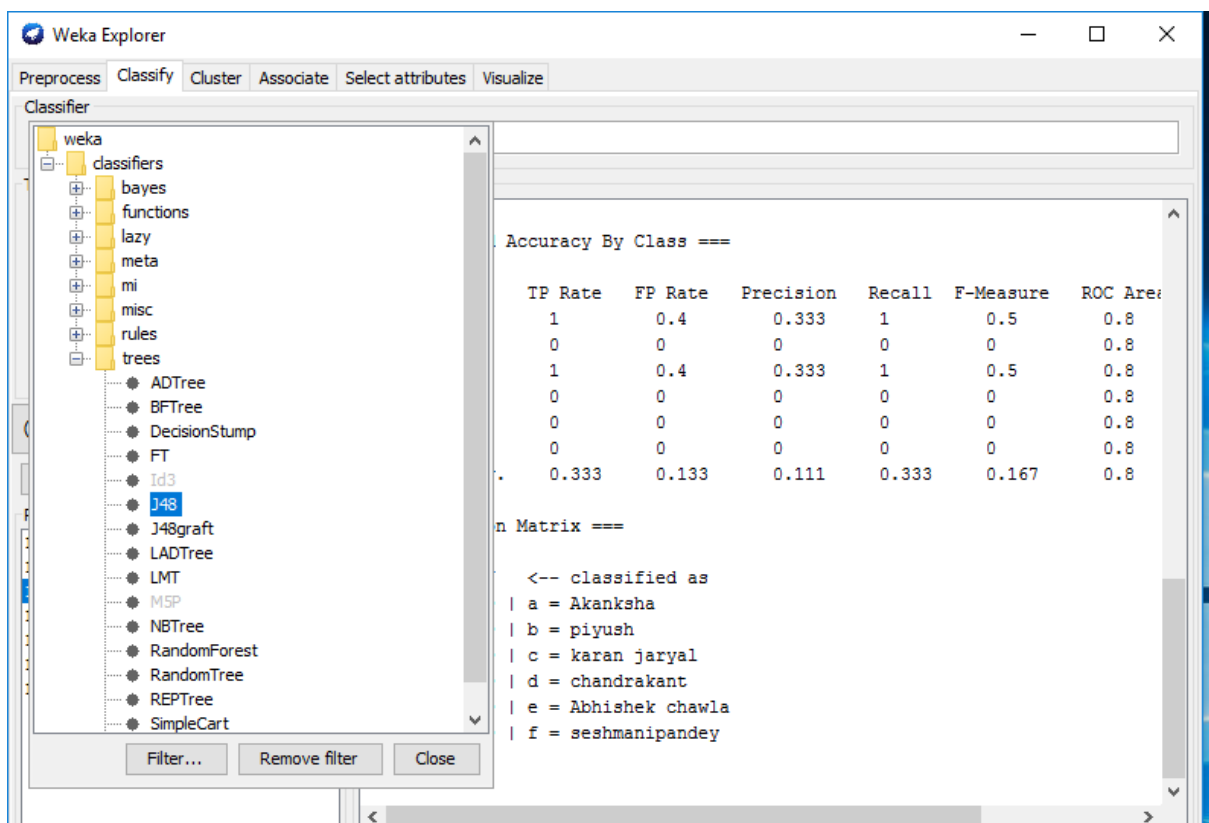 Weka Explorer
Preprocess Classify Cluster Associate Select attributes Visualize
Classifier
weka
classifiers
bayes
functions
lazy
meta
mi
misc
rules
trees
ADTree
BFTree
DecisionStump
FT
Id3
J48
J48graft
LADTree
LMT
M5P
NBTree
RandomForest
RandomTree
REPTree
SimpleCart
Filter... Remove filter Close
Accuracy By Class ===
TP Rate FP Rate Precision Recall F-Measure ROC Area
1 0.4 0.333 1 0.5 0.8
0 0 0 0 0 0.8
1 0.4 0.333 1 0.5 0.8
0 0 0 0 0 0.8
0 0 0 0 0 0.8
0 0 0 0 0 0.8
. 0.333 0.133 0.111 0.333 0.167 0.8
n Matrix ===
<-- classified as
| a = Akanksha
| b = piyush
| c = karan jaryal
| d = chandrakant
| e = Abhishek chawla
| f = seshmanipandey